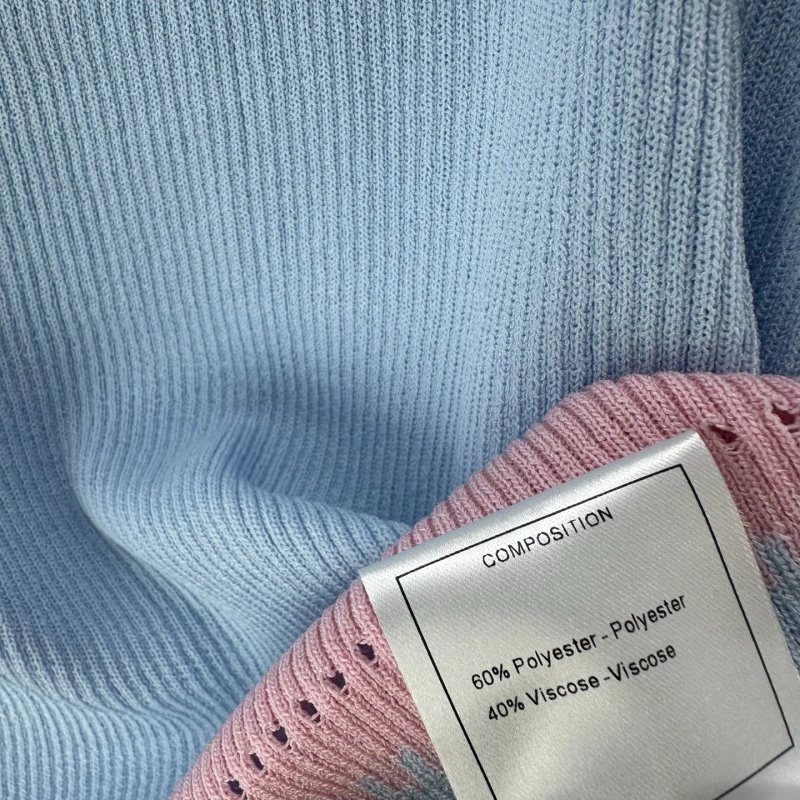 COMPOSITION
60% Polyester - Polyester
40% Viscose -Viscose